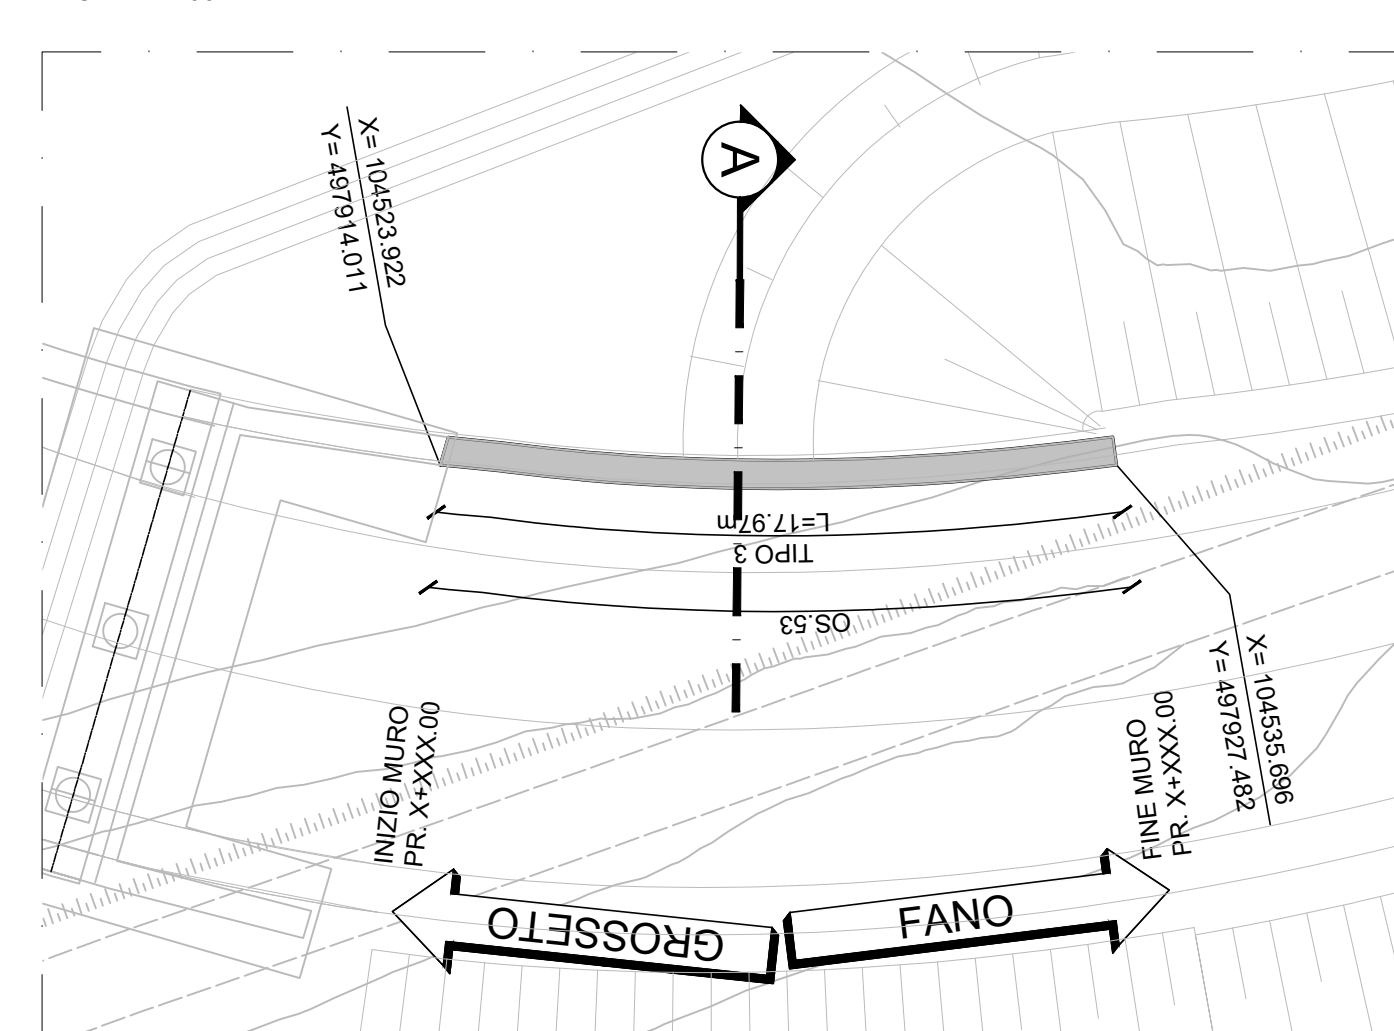 X= 104523.922
Y= 497914.011
A
L=17.97m
TIPO 3
OS.53
X= 104535.696
Y= 497927.482
INIZIO MURO
PR. X+XXX.00
FINE MURO
PR. X+XXX.00
GROSSETO
FANO